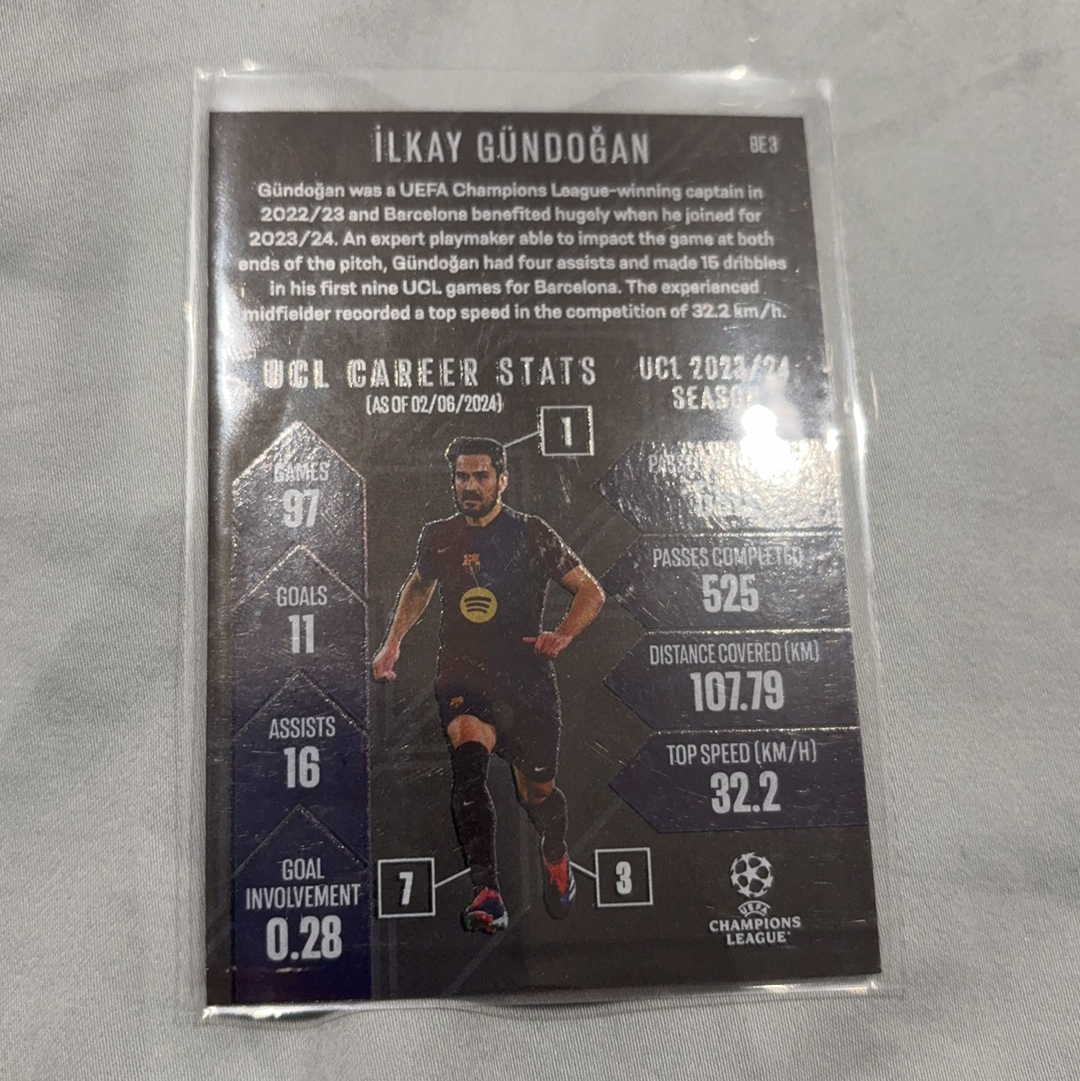 İLKAY GÜNDOĞAN
BE3
Gündoğan was a UEFA Champions League-winning captain in
2022/23 and Barcelona benefited hugely when he joined for
2023/24. An expert playmaker able to impact the game at both
ends of the pitch, Gündoğan had four assists and made 15 dribbles
in his first nine UCL games for Barcelona. The experienced
midfielder recorded a top speed in the competition of 32.2 km/h.
UCL CAREER STATS
(AS OF 02/06/2024)
GAMES
97
GOALS
11
ASSISTS
16
GOAL
INVOLVEMENT
0.28
1
7
3
UCL 2023/24
SEASON
PASSES COMPLETED
525
DISTANCE COVERED (KM)
107.79
TOP SPEED (KM/H)
32.2
UEFA
CHAMPIONS
LEAGUE